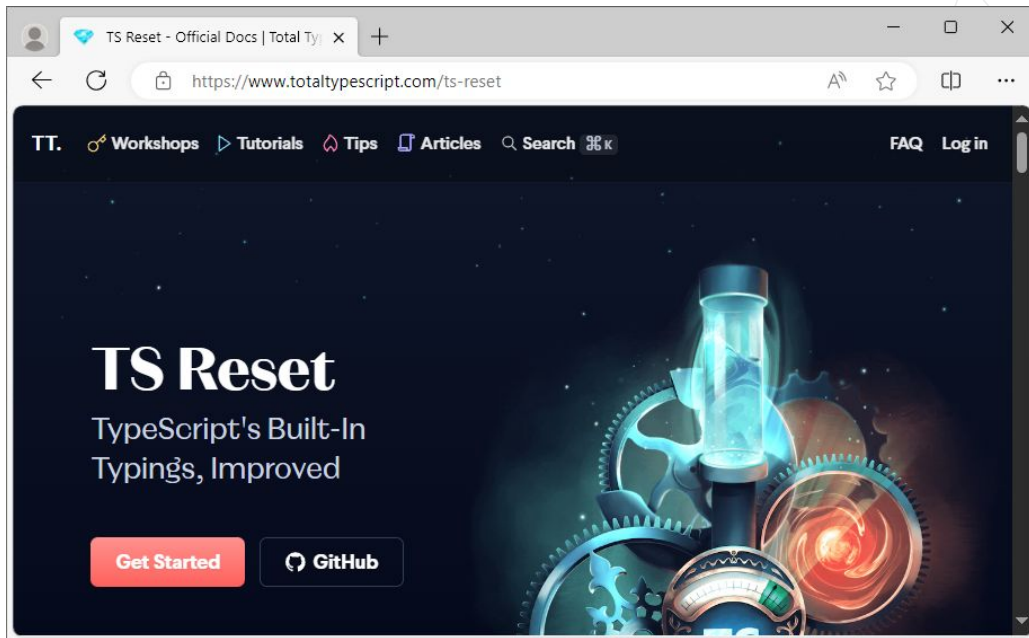 TS Reset - Official Docs | Total Ty
https://www.totaltypescript.com/ts-reset
TT. Workshops Tutorials Tips Articles Search ⌘K FAQ Log in
TS Reset
TypeScript's Built-In
Typings, Improved
Get Started GitHub
TS